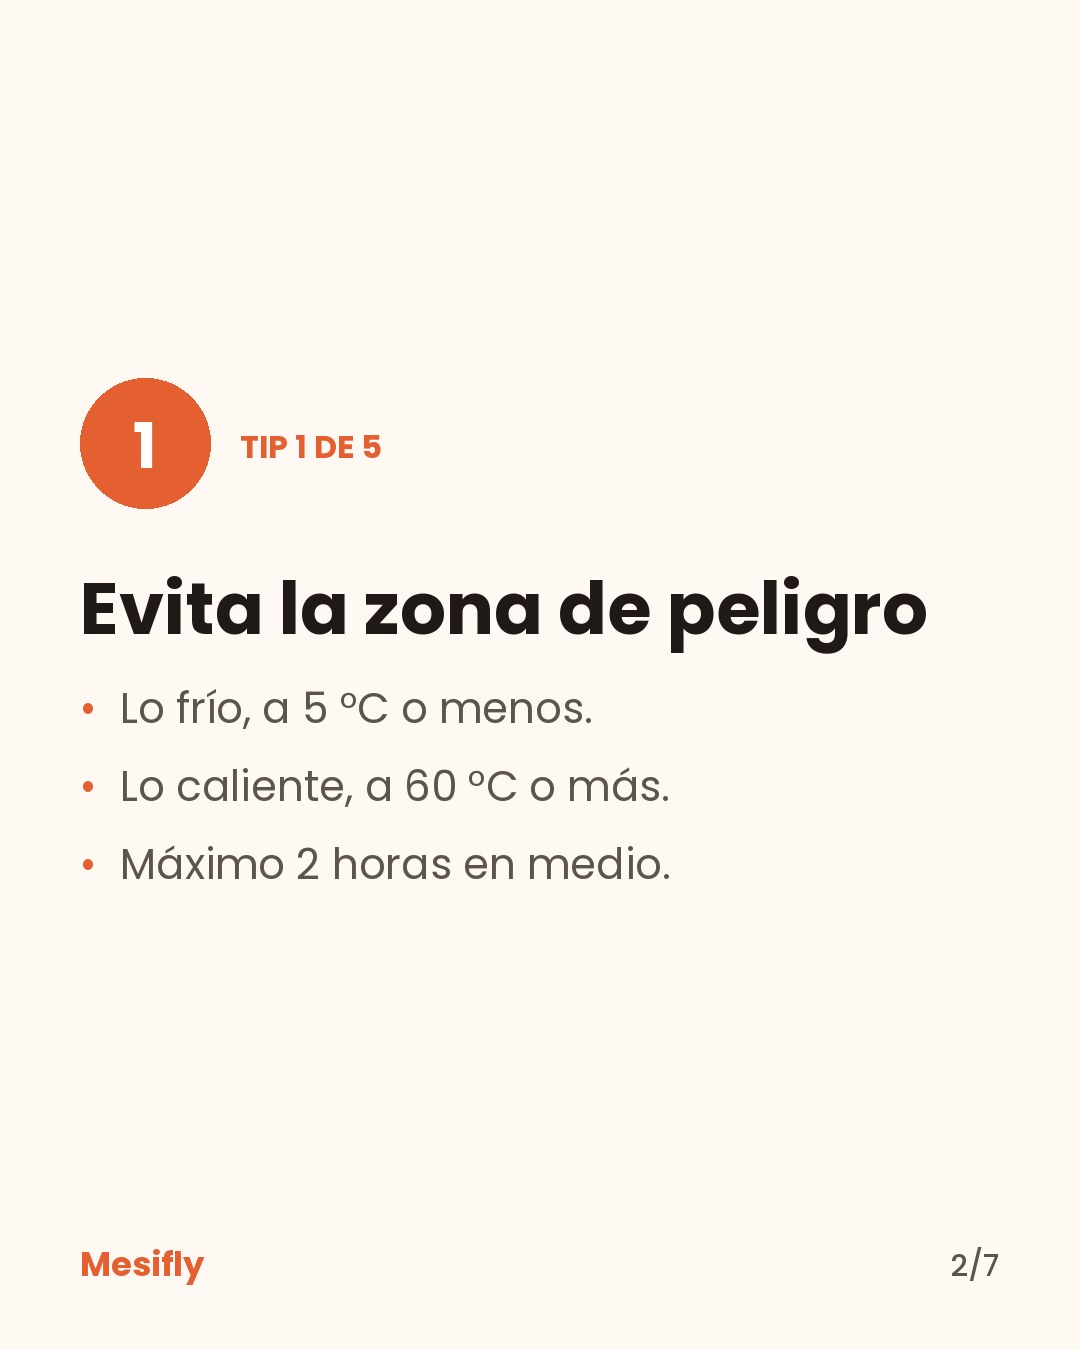 1
TIP 1 DE 5
Evita la zona de peligro
• Lo frío, a 5 °C o menos.
• Lo caliente, a 60 °C o más.
• Máximo 2 horas en medio.
Mesifly
2/7